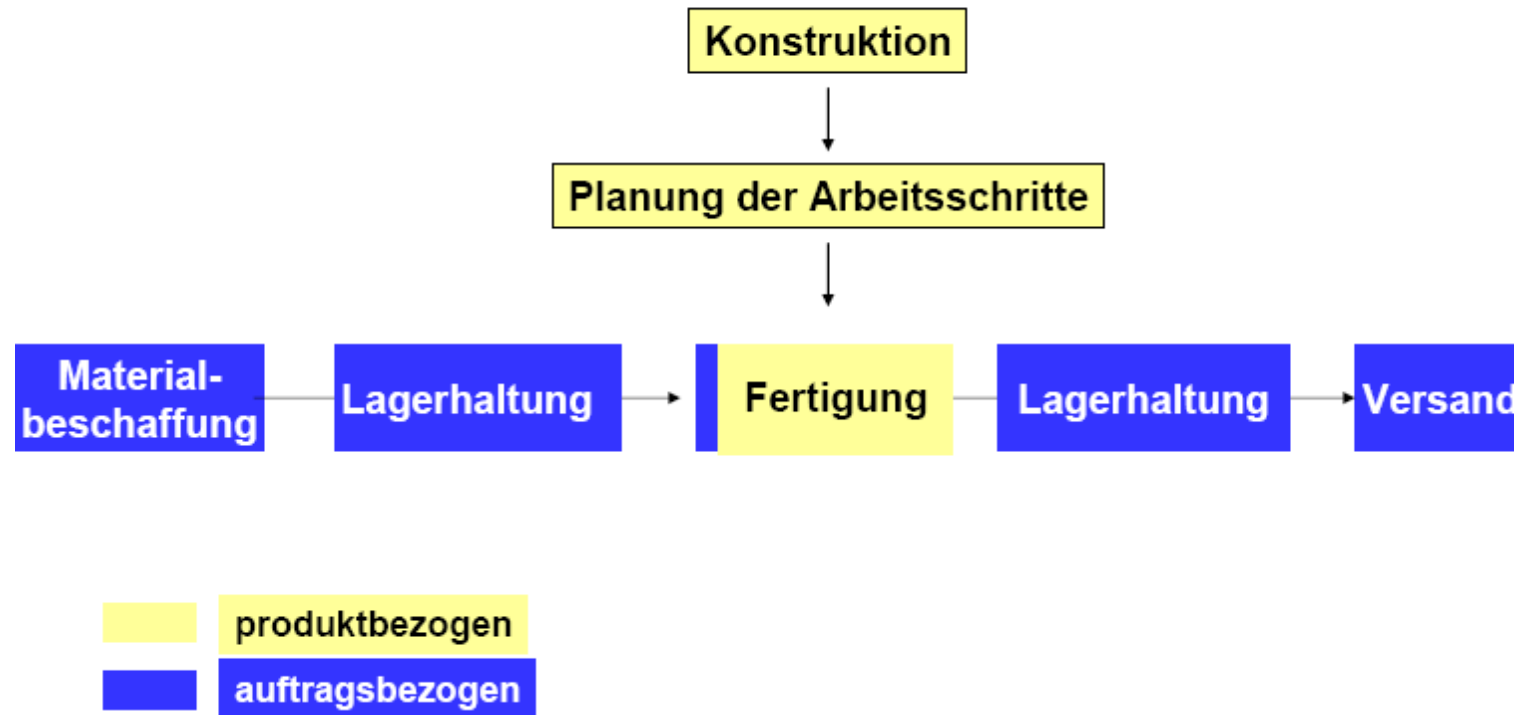 Konstruktion
Planung der Arbeitsschritte
Material-
beschaffung
Lagerhaltung
Fertigung
Lagerhaltung
Versand
produktbezogen
auftragsbezogen